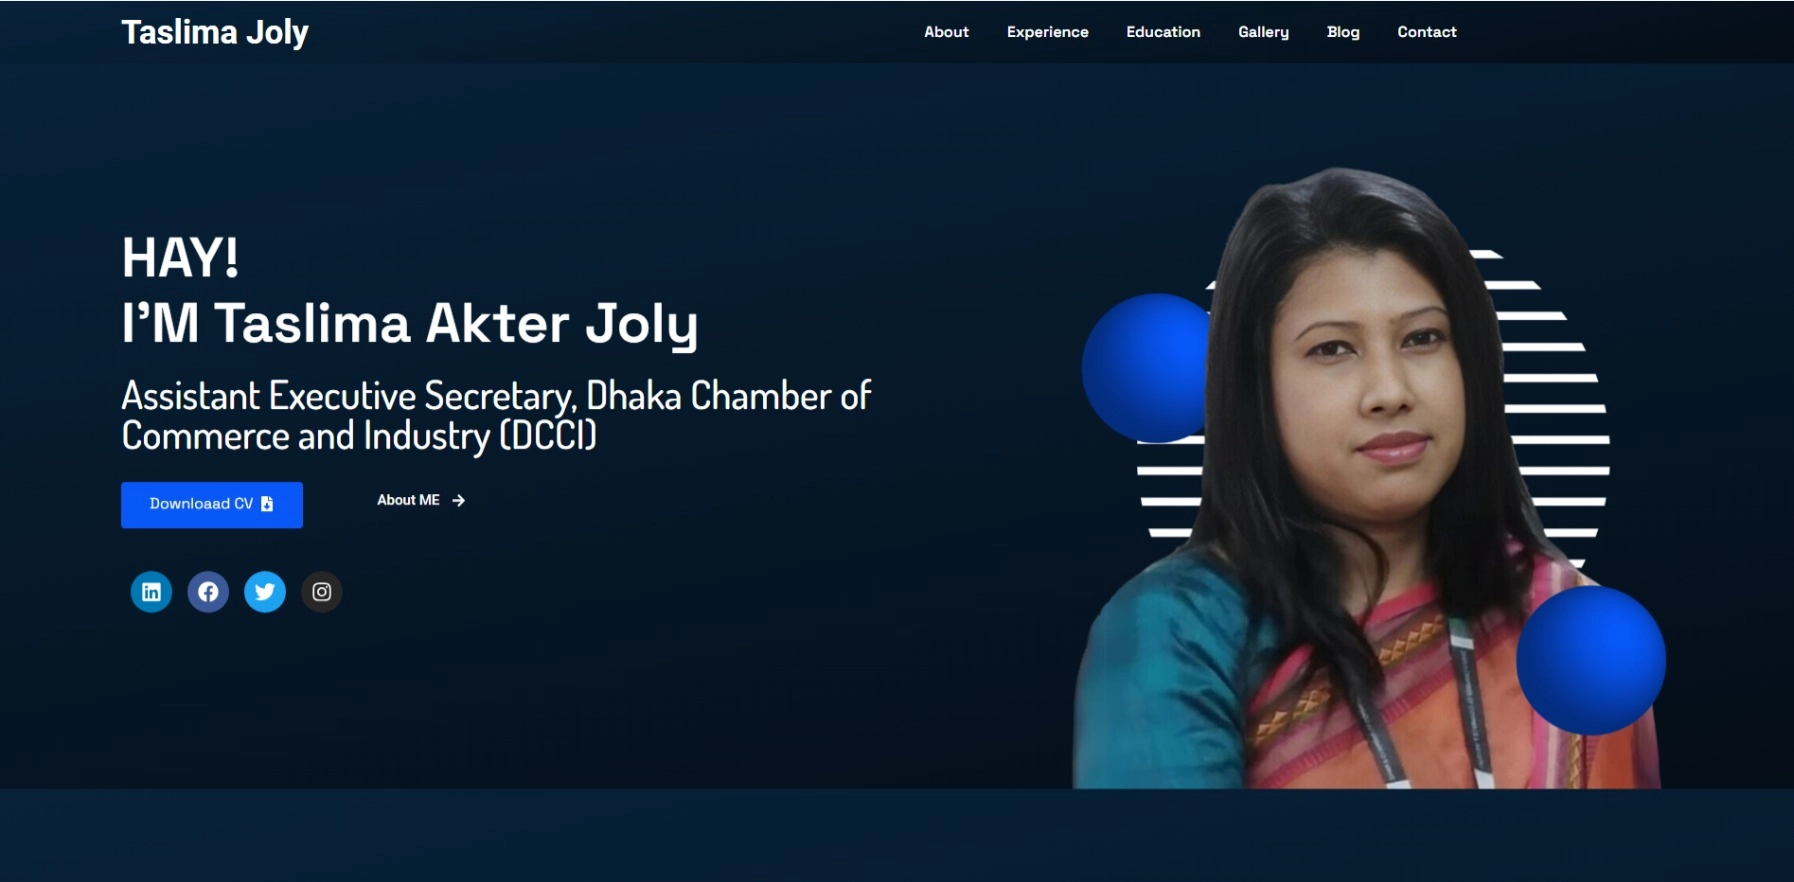 Taslima Joly
About Experience Education Gallery Blog Contact
HAY!
I'M Taslima Akter Joly
Assistant Executive Secretary, Dhaka Chamber of
Commerce and Industry (DCCI)
Downloaad CV
About ME